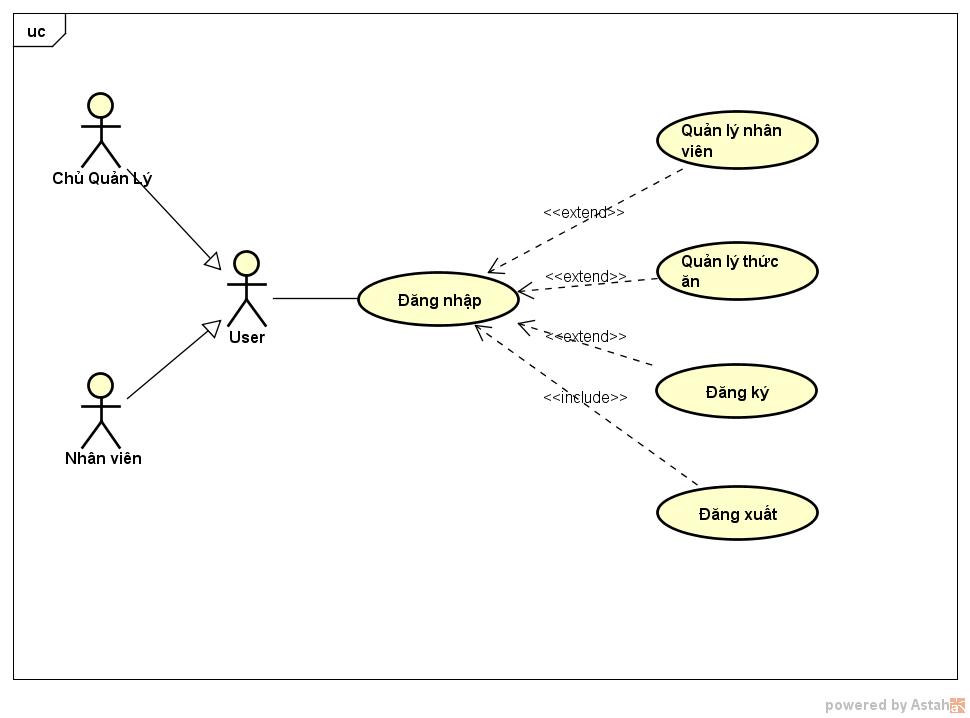 uc
Chủ Quản Lý
Nhân viên
User
Đăng nhập
<<extend>>
<<extend>>
<<extend>>
<<include>>
Quản lý nhân
viên
Quản lý thức
ăn
Đăng ký
Đăng xuất
powered by Astah